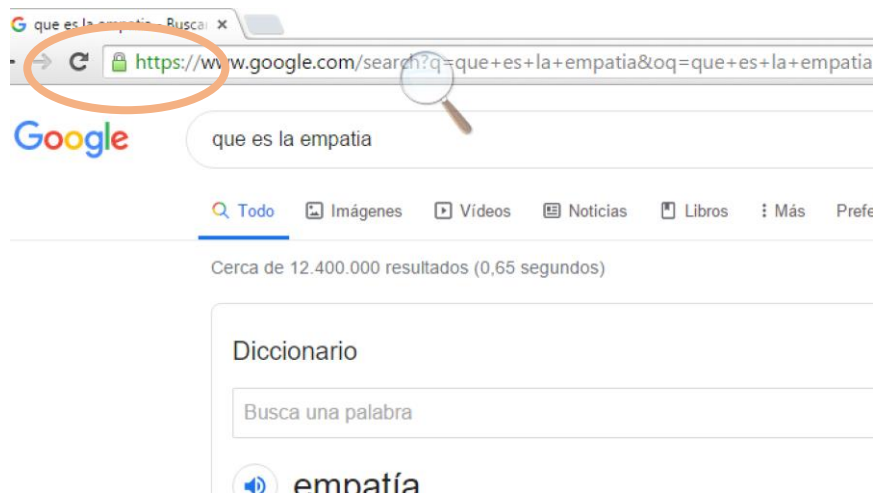 que es la empatia - Busca
https://www.google.com/search?q=que+es+la+empatia&oq=que+es+la+empatia
Google
que es la empatia
Todo Imágenes Vídeos Noticias Libros Más Prefe
Cerca de 12.400.000 resultados (0,65 segundos)
Diccionario
Busca una palabra
empatía